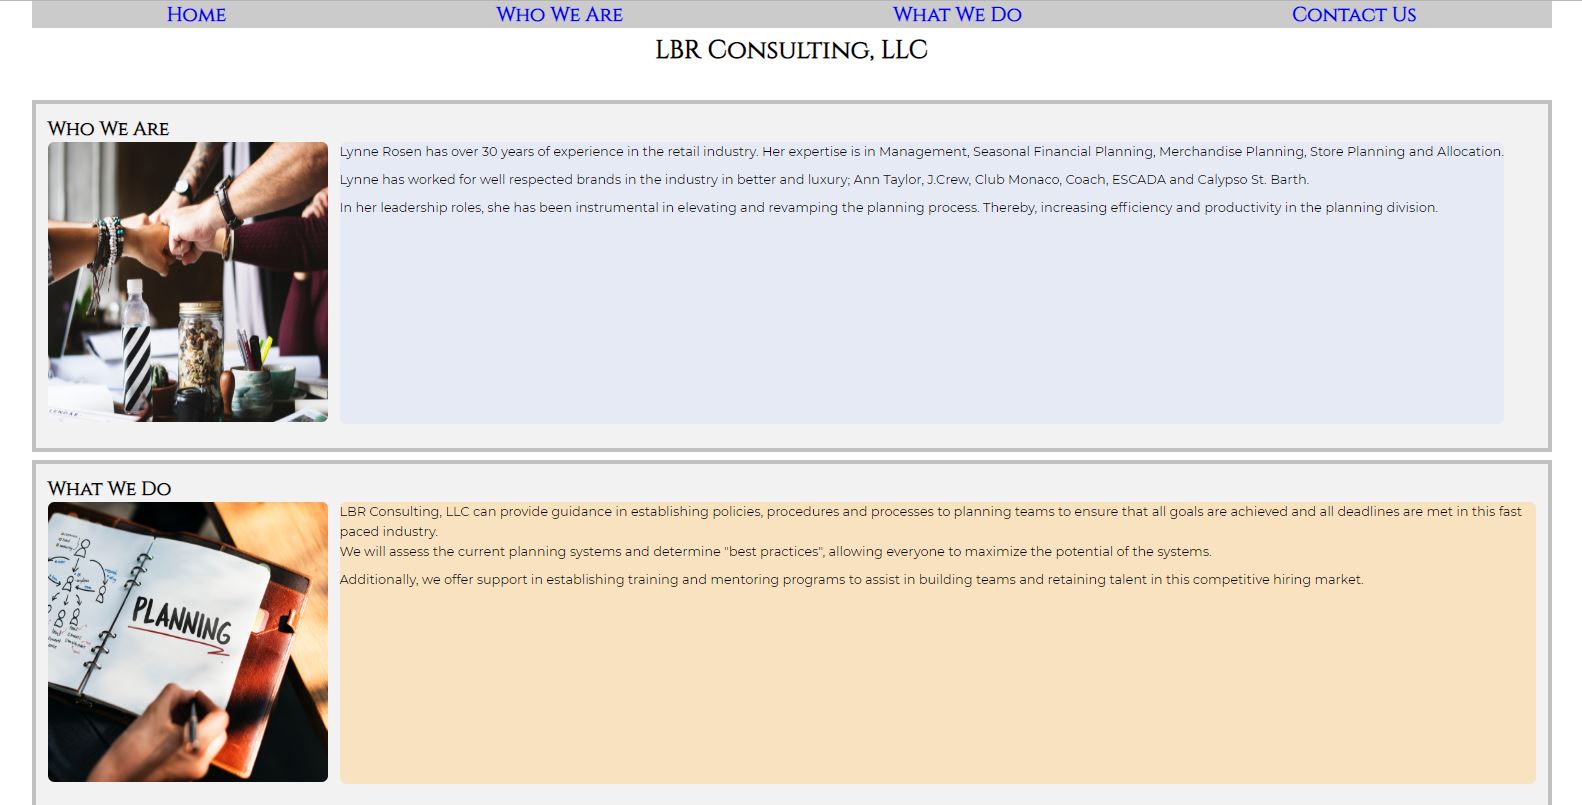 Home Who We Are What We Do Contact Us
LBR Consulting, LLC
Who We Are
Lynne Rosen has over 30 years of experience in the retail industry. Her expertise is in Management, Seasonal Financial Planning, Merchandise Planning, Store Planning and Allocation.
Lynne has worked for well respected brands in the industry in better and luxury; Ann Taylor, J.Crew, Club Monaco, Coach, ESCADA and Calypso St. Barth.
In her leadership roles, she has been instrumental in elevating and revamping the planning process. Thereby, increasing efficiency and productivity in the planning division.
What We Do
LBR Consulting, LLC can provide guidance in establishing policies, procedures and processes to planning teams to ensure that all goals are achieved and all deadlines are met in this fast
paced industry.
We will assess the current planning systems and determine "best practices", allowing everyone to maximize the potential of the systems.
Additionally, we offer support in establishing training and mentoring programs to assist in building teams and retaining talent in this competitive hiring market.
PLANNING